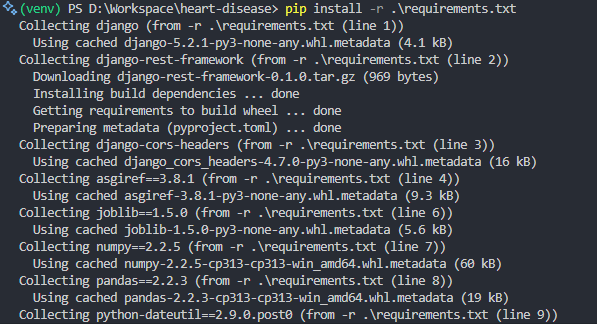 (venv) PS D:\Workspace\heart-disease> pip install -r .\requirements.txt
Collecting django (from -r .\requirements.txt (line 1))
  Using cached django-5.2.1-py3-none-any.whl.metadata (4.1 kB)
Collecting django-rest-framework (from -r .\requirements.txt (line 2))
  Downloading django-rest-framework-0.1.0.tar.gz (969 bytes)
  Installing build dependencies ... done
  Getting requirements to build wheel ... done
  Preparing metadata (pyproject.toml) ... done
Collecting django-cors-headers (from -r .\requirements.txt (line 3))
  Using cached django_cors_headers-4.7.0-py3-none-any.whl.metadata (16 kB)
Collecting asgiref==3.8.1 (from -r .\requirements.txt (line 4))
  Using cached asgiref-3.8.1-py3-none-any.whl.metadata (9.3 kB)
Collecting joblib==1.5.0 (from -r .\requirements.txt (line 6))
  Using cached joblib-1.5.0-py3-none-any.whl.metadata (5.6 kB)
Collecting numpy==2.2.5 (from -r .\requirements.txt (line 7))
  Using cached numpy-2.2.5-cp313-cp313-win_amd64.whl.metadata (60 kB)
Collecting pandas==2.2.3 (from -r .\requirements.txt (line 8))
  Using cached pandas-2.2.3-cp313-cp313-win_amd64.whl.metadata (19 kB)
Collecting python-dateutil==2.9.0.post0 (from -r .\requirements.txt (line 9))